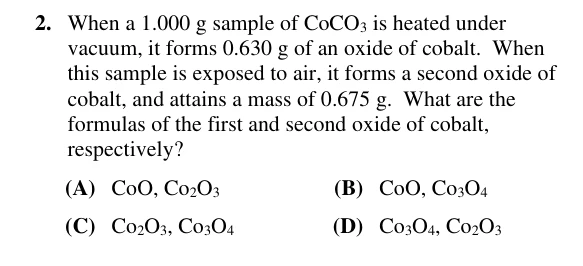 2. When a 1.000 g sample of CoCO₃ is heated under
vacuum, it forms 0.630 g of an oxide of cobalt. When
this sample is exposed to air, it forms a second oxide of
cobalt, and attains a mass of 0.675 g. What are the
formulas of the first and second oxide of cobalt,
respectively?
(A) CoO, Co₂O₃ (B) CoO, Co₃O₄
(C) Co₂O₃, Co₃O₄ (D) Co₃O₄, Co₂O₃